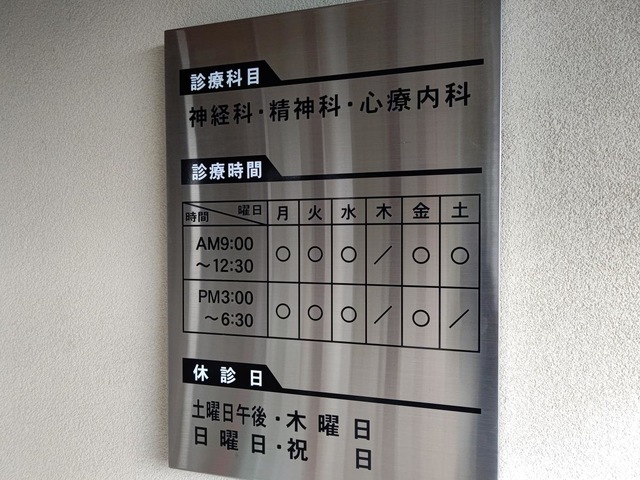 診療科目
神経科・精神科・心療内科
診療時間
時間 曜日 月 火 水 木 金 土
AM9:00 〜12:30 ○ ○ ○ ／ ○ ○
PM3:00 〜6:30 ○ ○ ○ ／ ○ ／
休診日
土曜日午後・木曜日
日曜日・祝日